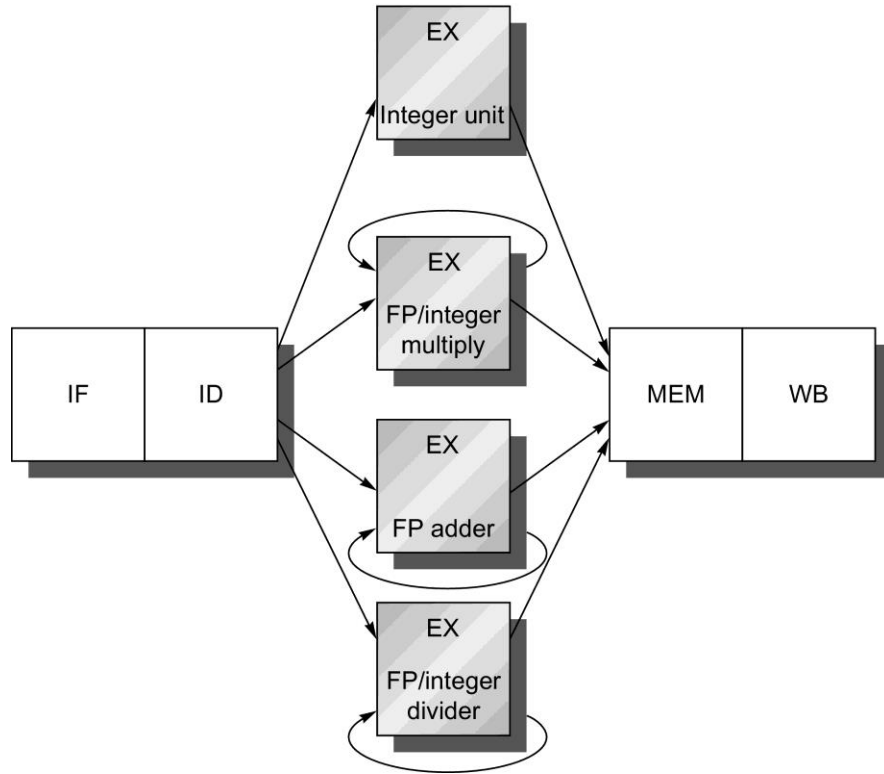 EX
Integer unit
EX
FP/integer
multiply
IF
ID
MEM
WB
EX
FP adder
EX
FP/integer
divider